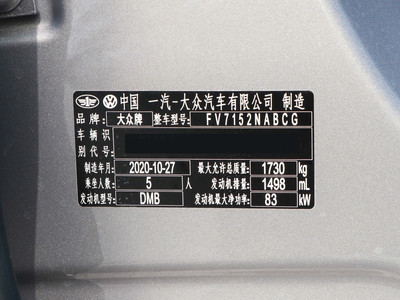 中国 一汽-大众汽车有限公司 制造
品牌 大众牌 整车型号 FV7152NABCG
车辆识
别代号
制造年月 2020-10-27 最大允许总质量 1730 kg
乘坐人数 5 人 发动机排量 1498 mL
发动机型号 DMB 发动机最大净功率 83 kW